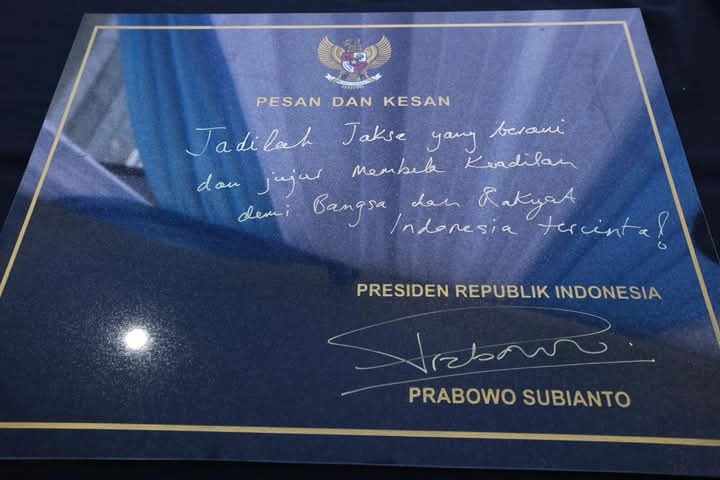 PESAN DAN KESAN
Jadilah Jaksa yang berani
dan jujur membela Keadilan
demi Bangsa dan Rakyat
Indonesia tercinta!
PRESIDEN REPUBLIK INDONESIA
Prabowo
PRABOWO SUBIANTO